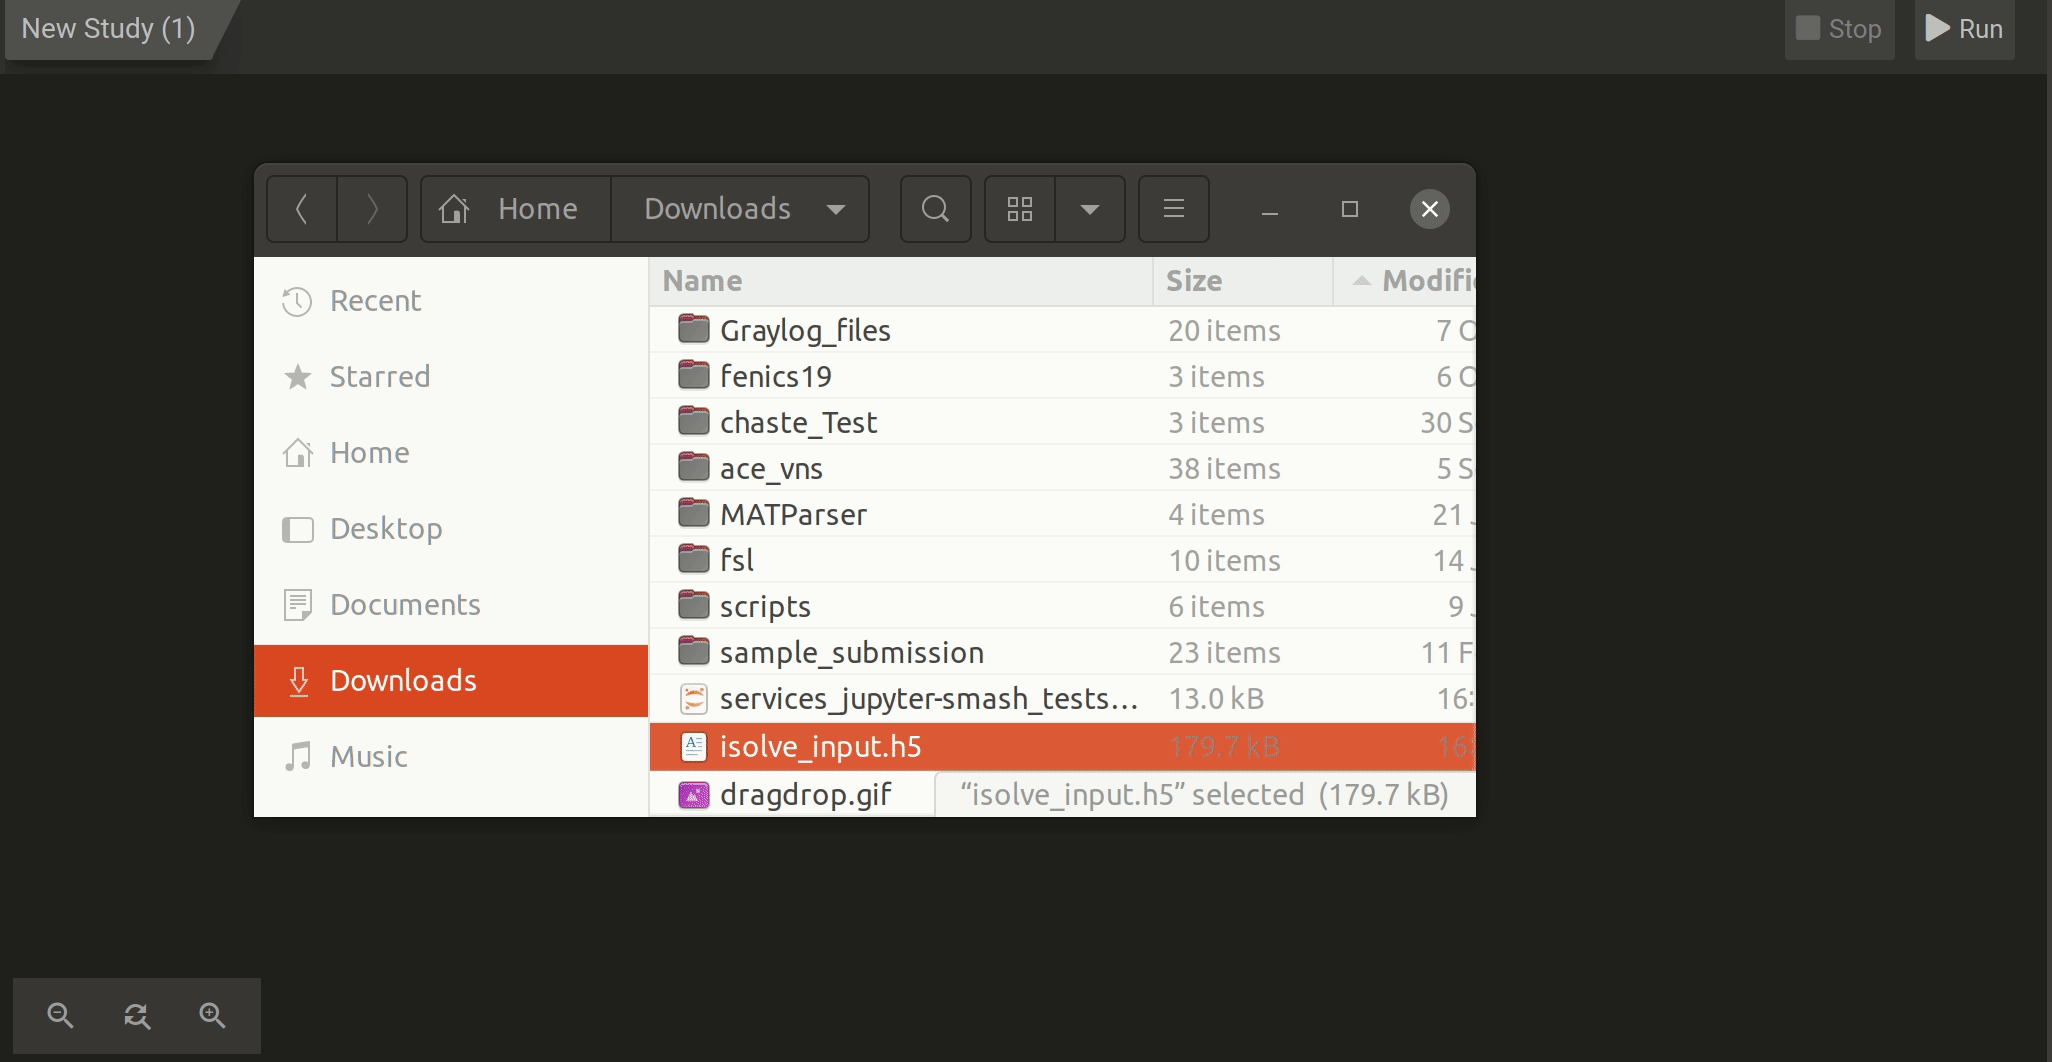 New Study (1)
Stop
Run
Home
Downloads
Recent
Starred
Home
Desktop
Documents
Downloads
Music
Name Size
Graylog_files 20 items 7
fenics19 3 items 6
chaste_Test 3 items 30
ace_vns 38 items 5
MATParser 4 items 21
fsl 10 items 14
scripts 6 items 9
sample_submission 23 items 11
services_jupyter-smash_tests... 13.0 kB 16:
isolve_input.h5 179.7 kB 16:
dragdrop.gif
“isolve_input.h5” selected (179.7 kB)